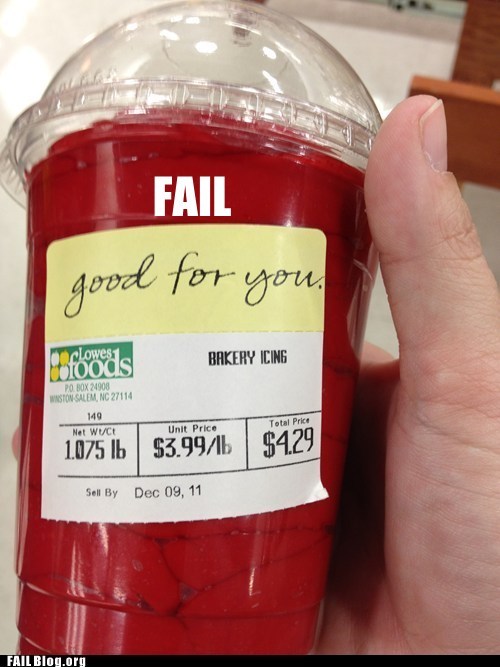 FAIL
good for you.
Lowes
foods
P.O. BOX 24908
WINSTON-SALEM, NC 27114
BAKERY ICING
149
Net Wt/Ct Unit Price Total Price
1.075 lb $3.99/lb $4.29
Sell By Dec 09, 11
FAIL Blog.org